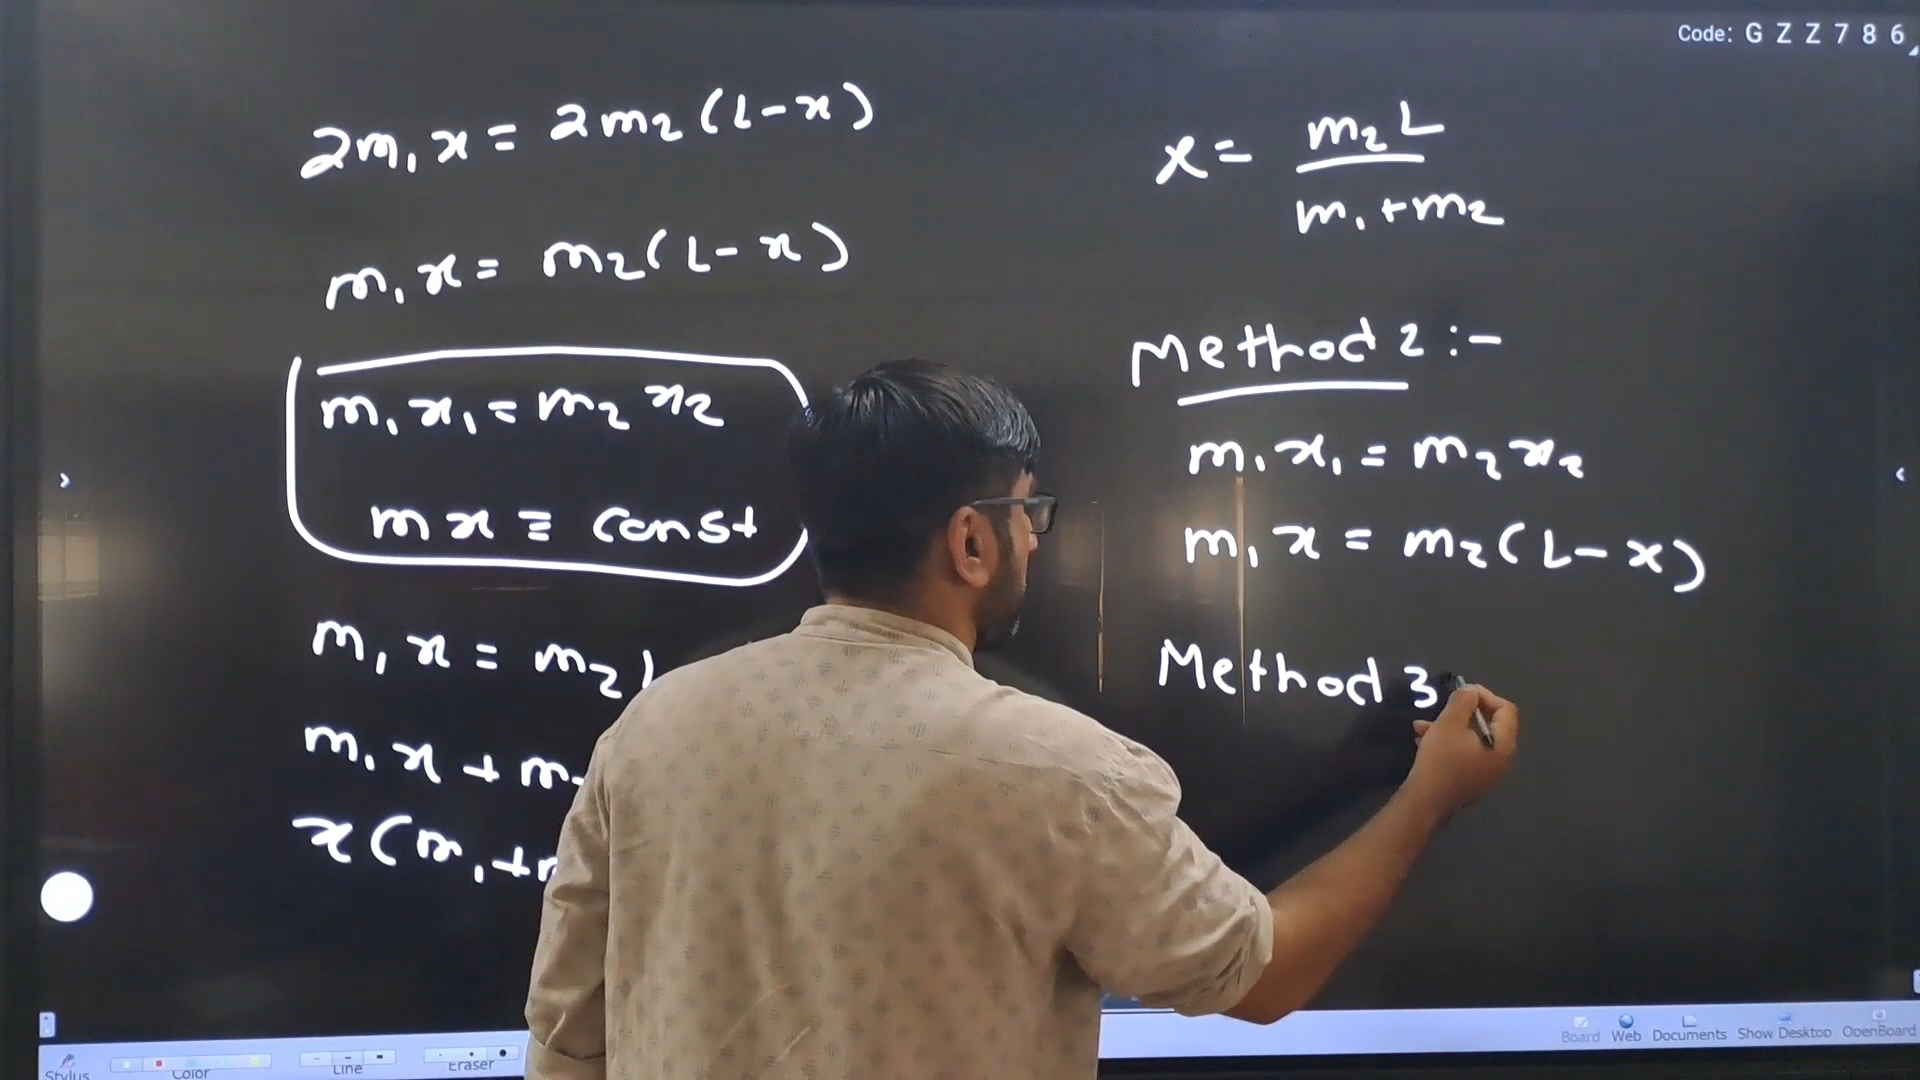 Code: G Z Z 7 8 6
2m₁x = 2m₂(L-x)
m₁x = m₂(L-x)
m₁x₁ = m₂x₂
mx ≡ const
m₁x = m₂L
m₁x + m
x(m₁+m
x = m₂L / m₁+m₂
Method 2 :-
m₁x₁ = m₂x₂
m₁x = m₂(L-x)
Method 3
Stylus Color Line Eraser Board Web Documents Show Desktop OpenBoard